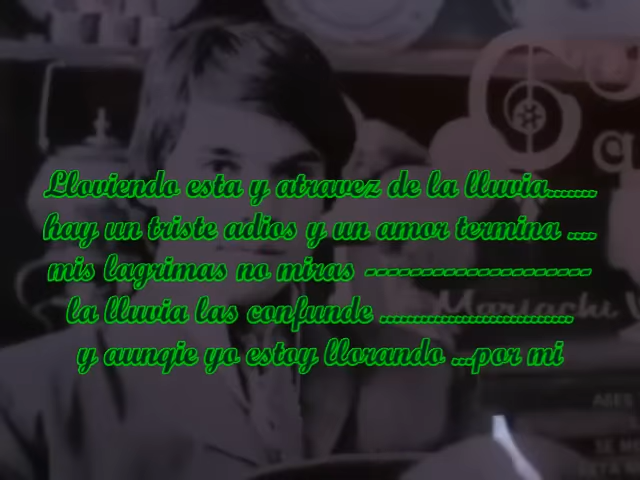 Lloviendo esta y atravez de la lluvia........
hay un triste adios y un amor termina ....
mis lagrimas no miras ---------------------
la lluvia las confunde ..............................
y aunqie yo estoy llorando ...por mi
Mariachi V